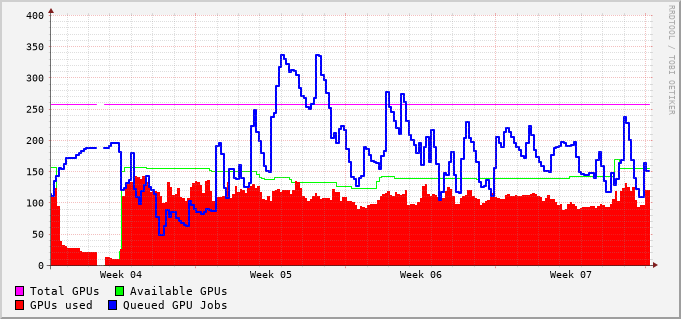 RRDTOOL / TOBI OETIKER
400
350
300
250
200
150
100
50
0
Week 04 Week 05 Week 06 Week 07
Total GPUs Available GPUs
GPUs used Queued GPU Jobs